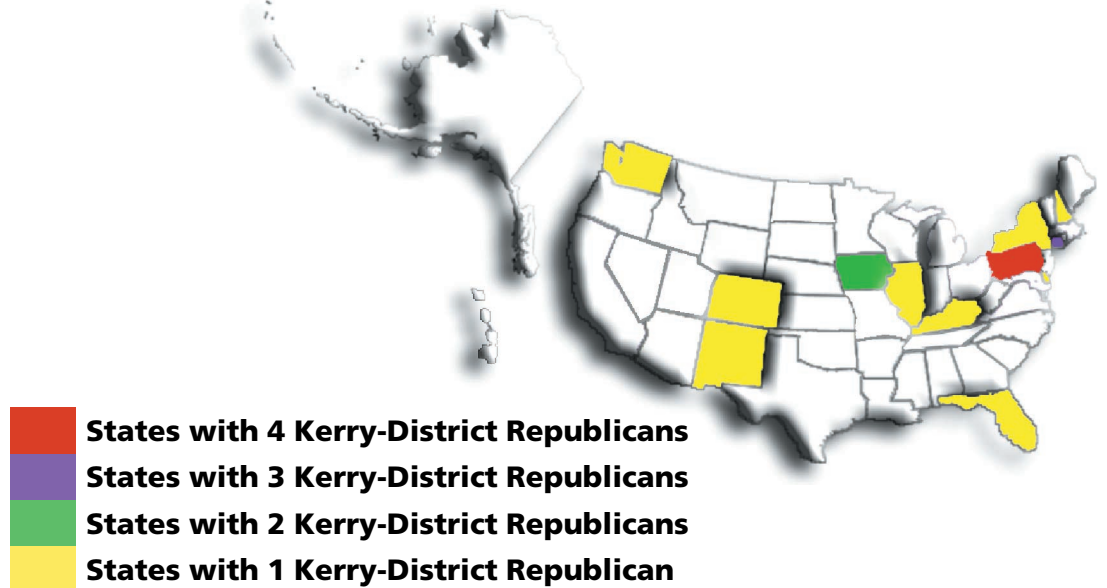 States with 4 Kerry-District Republicans
States with 3 Kerry-District Republicans
States with 2 Kerry-District Republicans
States with 1 Kerry-District Republican